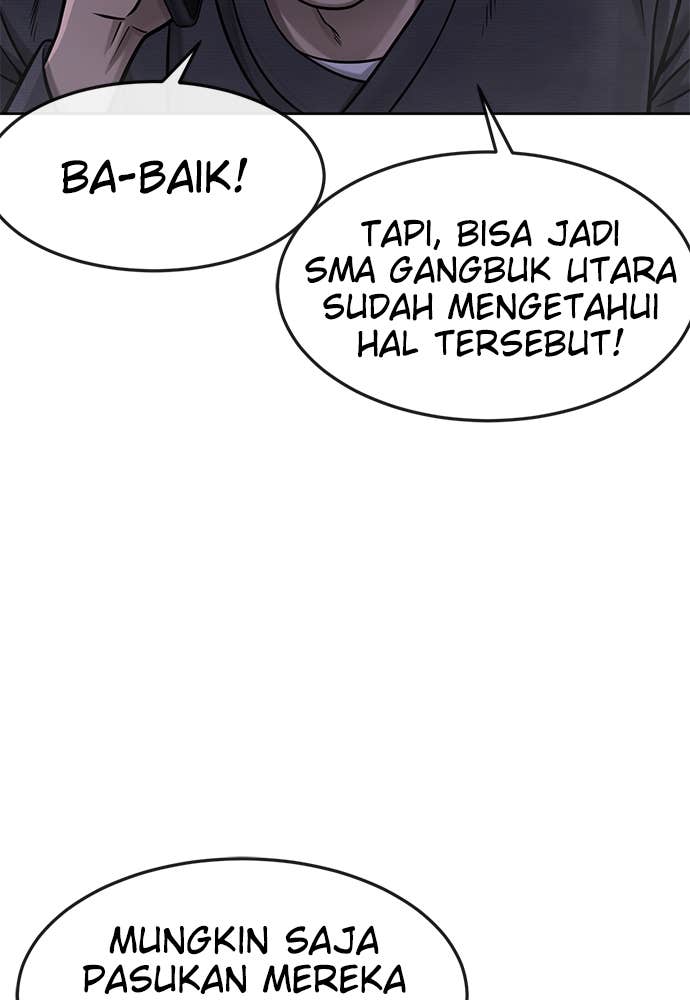 BA-BAIK!
TAPI, BISA JADI
SMA GANGBUK UTARA
SUDAH MENGETAHUI
HAL TERSEBUT!
MUNGKIN SAJA
PASUKAN MEREKA